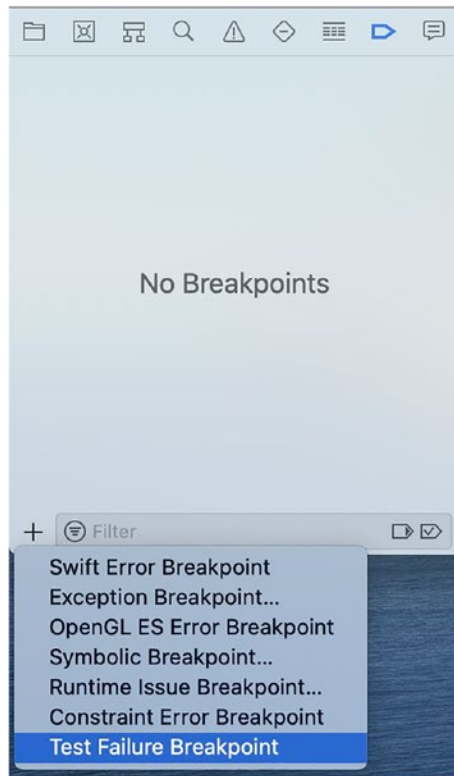 No Breakpoints
Filter
Swift Error Breakpoint
Exception Breakpoint...
OpenGL ES Error Breakpoint
Symbolic Breakpoint...
Runtime Issue Breakpoint...
Constraint Error Breakpoint
Test Failure Breakpoint